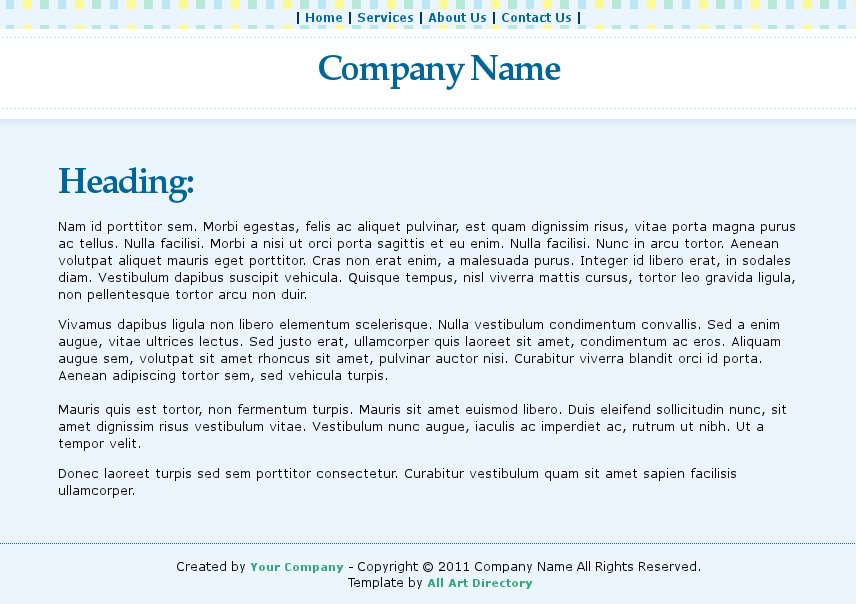 | Home | Services | About Us | Contact Us |
Company Name
Heading:
Nam id porttitor sem. Morbi egestas, felis ac aliquet pulvinar, est quam dignissim risus, vitae porta magna purus
ac tellus. Nulla facilisi. Morbi a nisi ut orci porta sagittis et eu enim. Nulla facilisi. Nunc in arcu tortor. Aenean
volutpat aliquet mauris eget porttitor. Cras non erat enim, a malesuada purus. Integer id libero erat, in sodales
diam. Vestibulum dapibus suscipit vehicula. Quisque tempus, nisl viverra mattis cursus, tortor leo gravida ligula,
non pellentesque tortor arcu non duir.
Vivamus dapibus ligula non libero elementum scelerisque. Nulla vestibulum condimentum convallis. Sed a enim
augue, vitae ultrices lectus. Sed justo erat, ullamcorper quis laoreet sit amet, condimentum ac eros. Aliquam
augue sem, volutpat sit amet rhoncus sit amet, pulvinar auctor nisi. Curabitur viverra blandit orci id porta.
Aenean adipiscing tortor sem, sed vehicula turpis.
Mauris quis est tortor, non fermentum turpis. Mauris sit amet euismod libero. Duis eleifend sollicitudin nunc, sit
amet dignissim risus vestibulum vitae. Vestibulum nunc augue, iaculis ac imperdiet ac, rutrum ut nibh. Ut a
tempor velit.
Donec laoreet turpis sed sem porttitor consectetur. Curabitur vestibulum quam sit amet sapien facilisis
ullamcorper.
Created by Your Company - Copyright © 2011 Company Name All Rights Reserved.
Template by All Art Directory